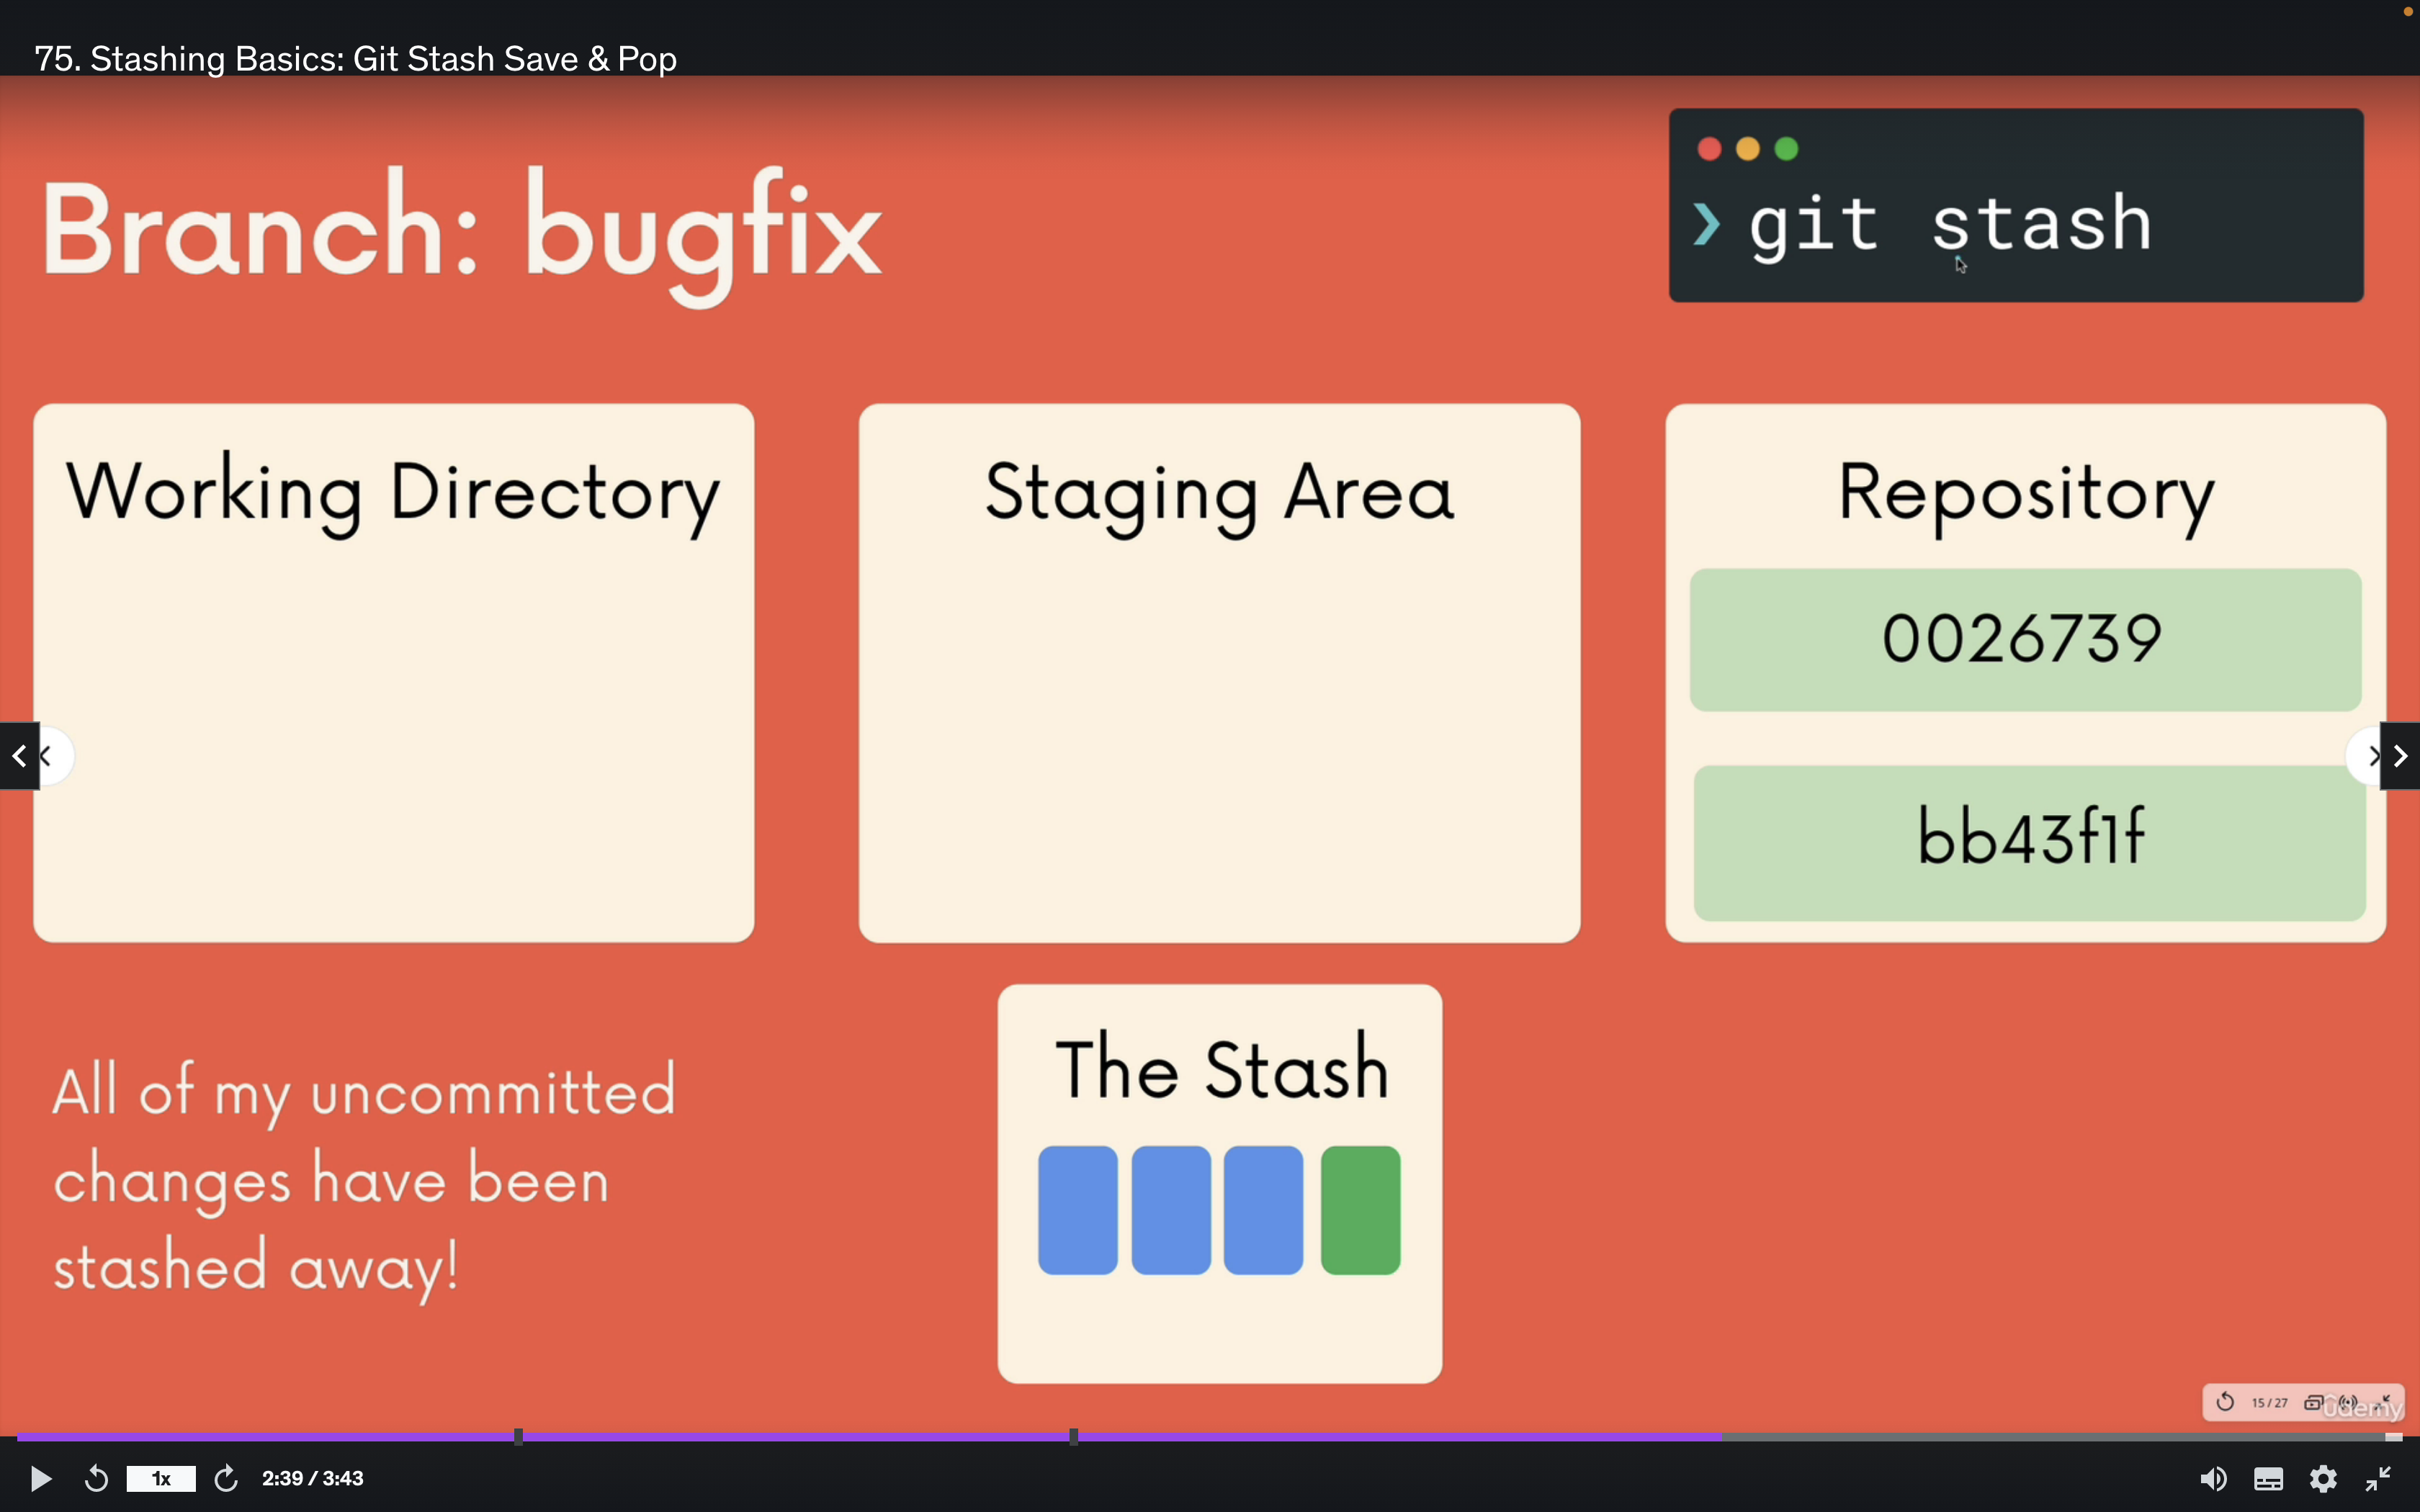 75. Stashing Basics: Git Stash Save & Pop
Branch: bugfix
❯ git stash
Working Directory
Staging Area
Repository
0026739
bb43f1f
The Stash
All of my uncommitted
changes have been
stashed away!
15 / 27
ûdemy
1x
2:39 / 3:43